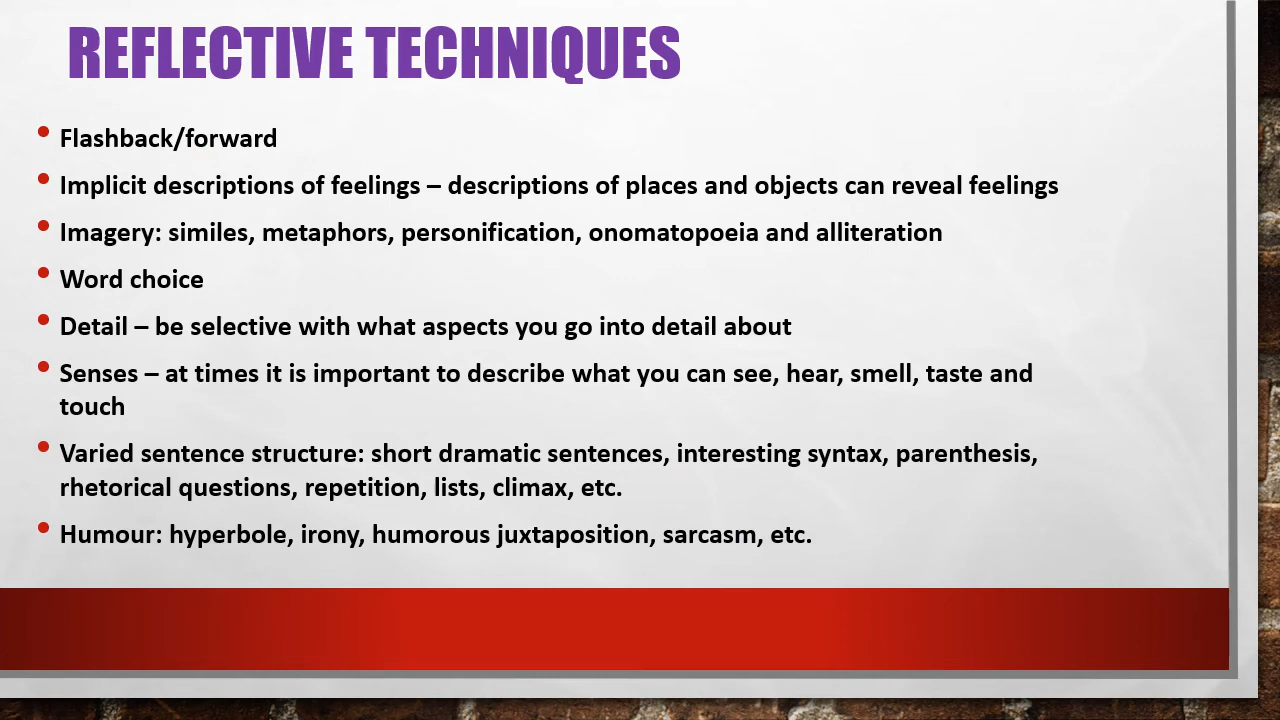 REFLECTIVE TECHNIQUES
• Flashback/forward
• Implicit descriptions of feelings – descriptions of places and objects can reveal feelings
• Imagery: similes, metaphors, personification, onomatopoeia and alliteration
• Word choice
• Detail – be selective with what aspects you go into detail about
• Senses – at times it is important to describe what you can see, hear, smell, taste and
touch
• Varied sentence structure: short dramatic sentences, interesting syntax, parenthesis,
rhetorical questions, repetition, lists, climax, etc.
• Humour: hyperbole, irony, humorous juxtaposition, sarcasm, etc.